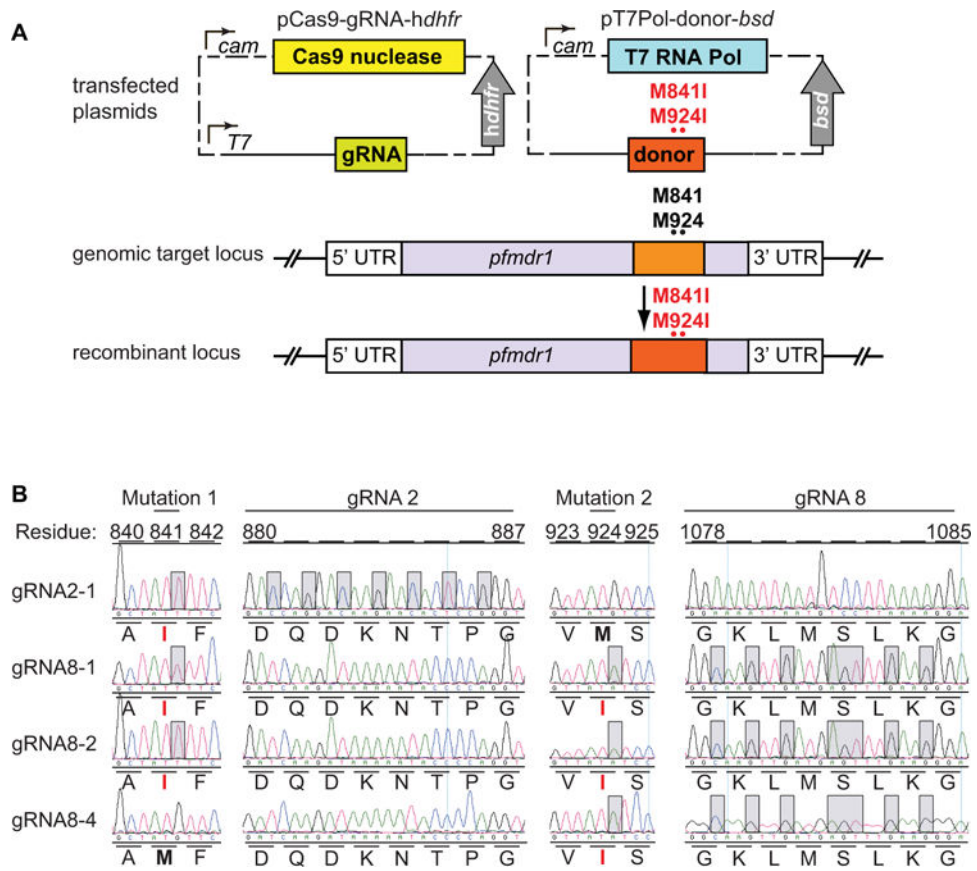 A
pCas9-gRNA-hdhfr
pT7Pol-donor-bsd
cam
Cas9 nuclease
cam
T7 RNA Pol
transfected
plasmids
hdhfr
bsd
M841I
M924I
T7
gRNA
donor
M841
M924
genomic target locus
5' UTR
pfmdr1
3' UTR
M841I
M924I
recombinant locus
5' UTR
pfmdr1
3' UTR
B
Mutation 1
gRNA 2
Mutation 2
gRNA 8
Residue:
840 841 842
880 887
923 924 925
1078 1085
gRNA2-1
A I F
D Q D K N T P G
V M S
G K L M S L K G
gRNA8-1
A I F
D Q D K N T P G
V I S
G K L M S L K G
gRNA8-2
A I F
D Q D K N T P G
V I S
G K L M S L K G
gRNA8-4
A M F
D Q D K N T P G
V I S
G K L M S L K G